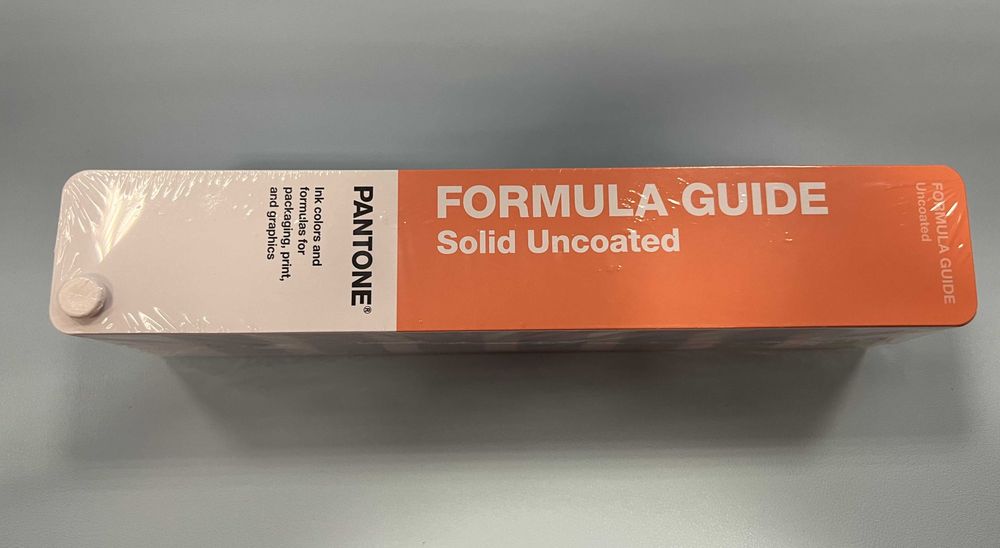 PANTONE®
Ink colors and
formulas for
packaging, print,
and graphics
FORMULA GUIDE
Solid Uncoated
FORMULA GUIDE
Uncoated